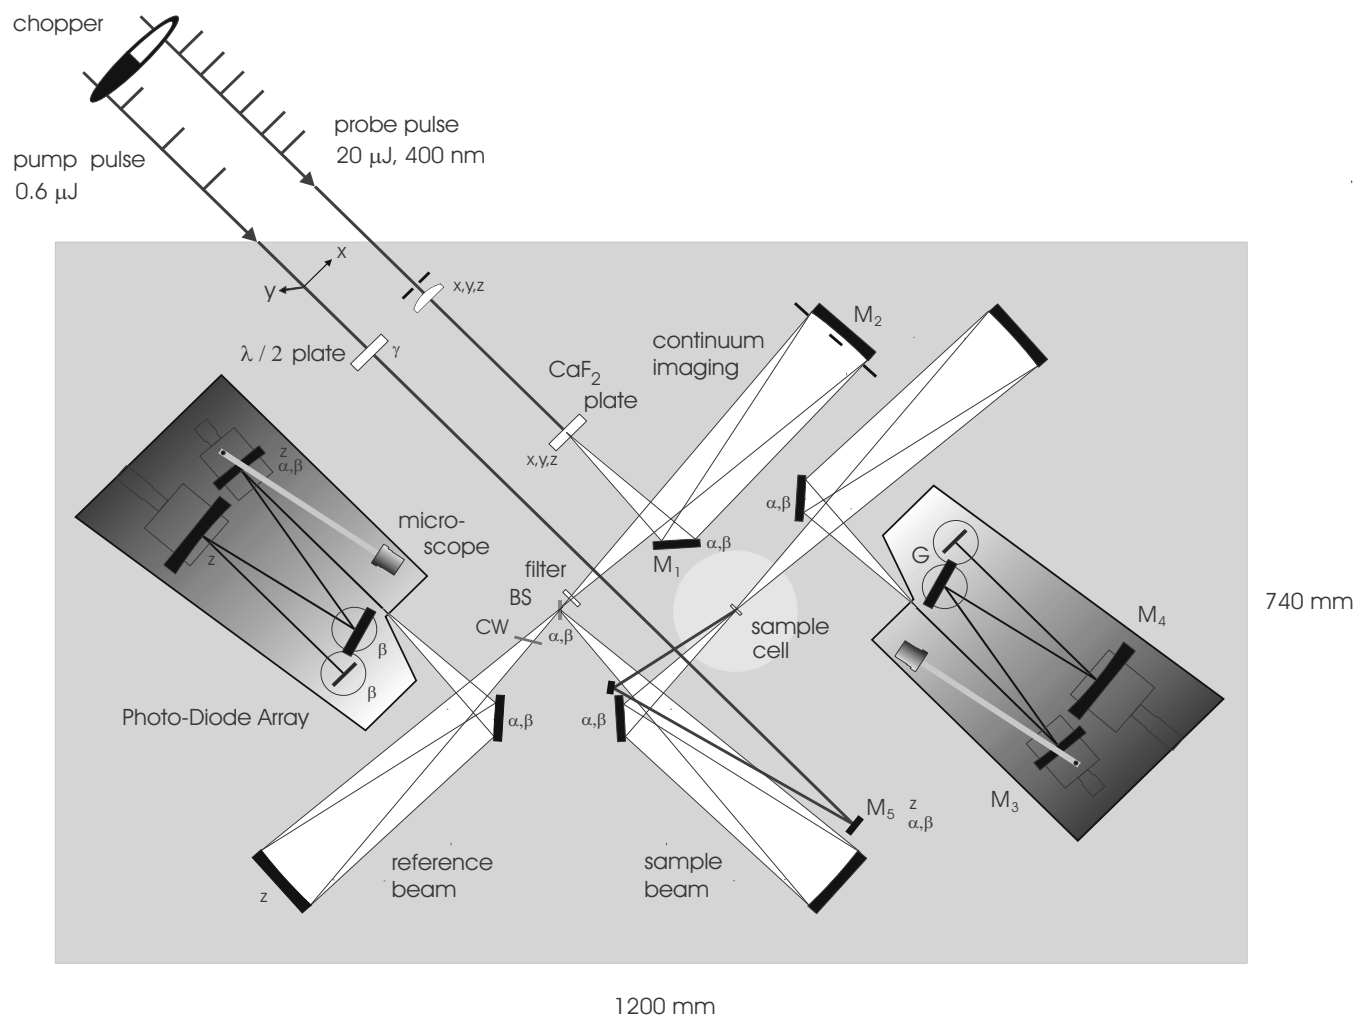 chopper
probe pulse
20 μJ, 400 nm
pump pulse
0.6 μJ
x
y
x,y,z
λ / 2 plate
γ
continuum
imaging
M2
CaF2
plate
x,y,z
z
α,β
α,β
micro-
scope
z
G
α,β
M1
filter
BS
CW
α,β
sample
cell
740 mm
M4
β
β
Photo-Diode Array
α,β
α,β
M3
M5
z
α,β
reference
beam
sample
beam
z
1200 mm